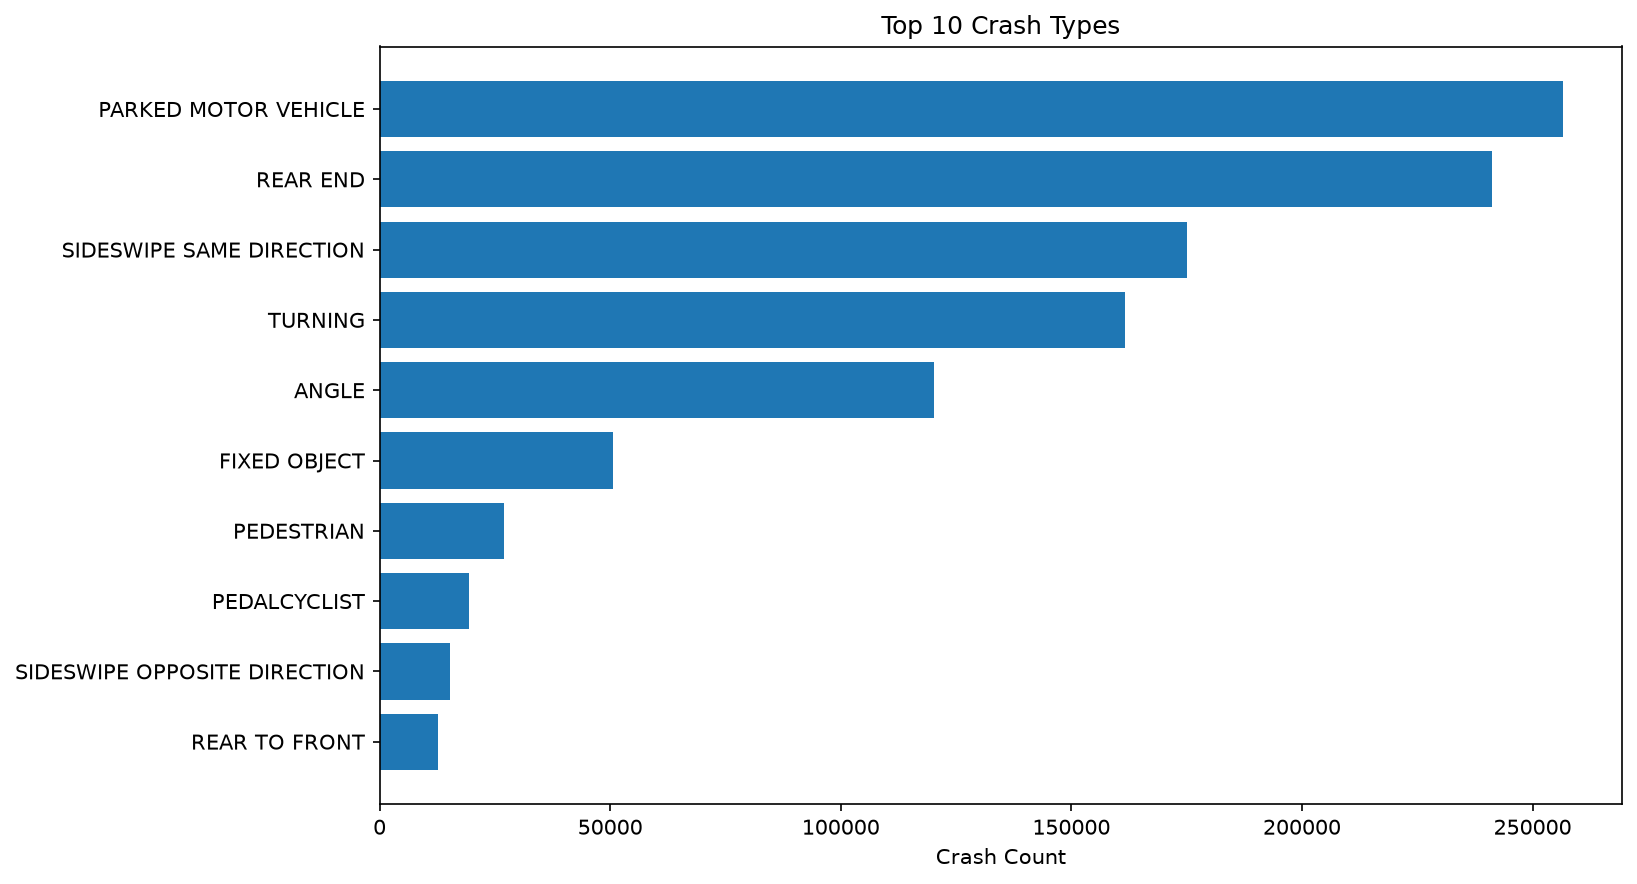 Top 10 Crash Types
PARKED MOTOR VEHICLE
REAR END
SIDESWIPE SAME DIRECTION
TURNING
ANGLE
FIXED OBJECT
PEDESTRIAN
PEDALCYCLIST
SIDESWIPE OPPOSITE DIRECTION
REAR TO FRONT
0 50000 100000 150000 200000 250000
Crash Count